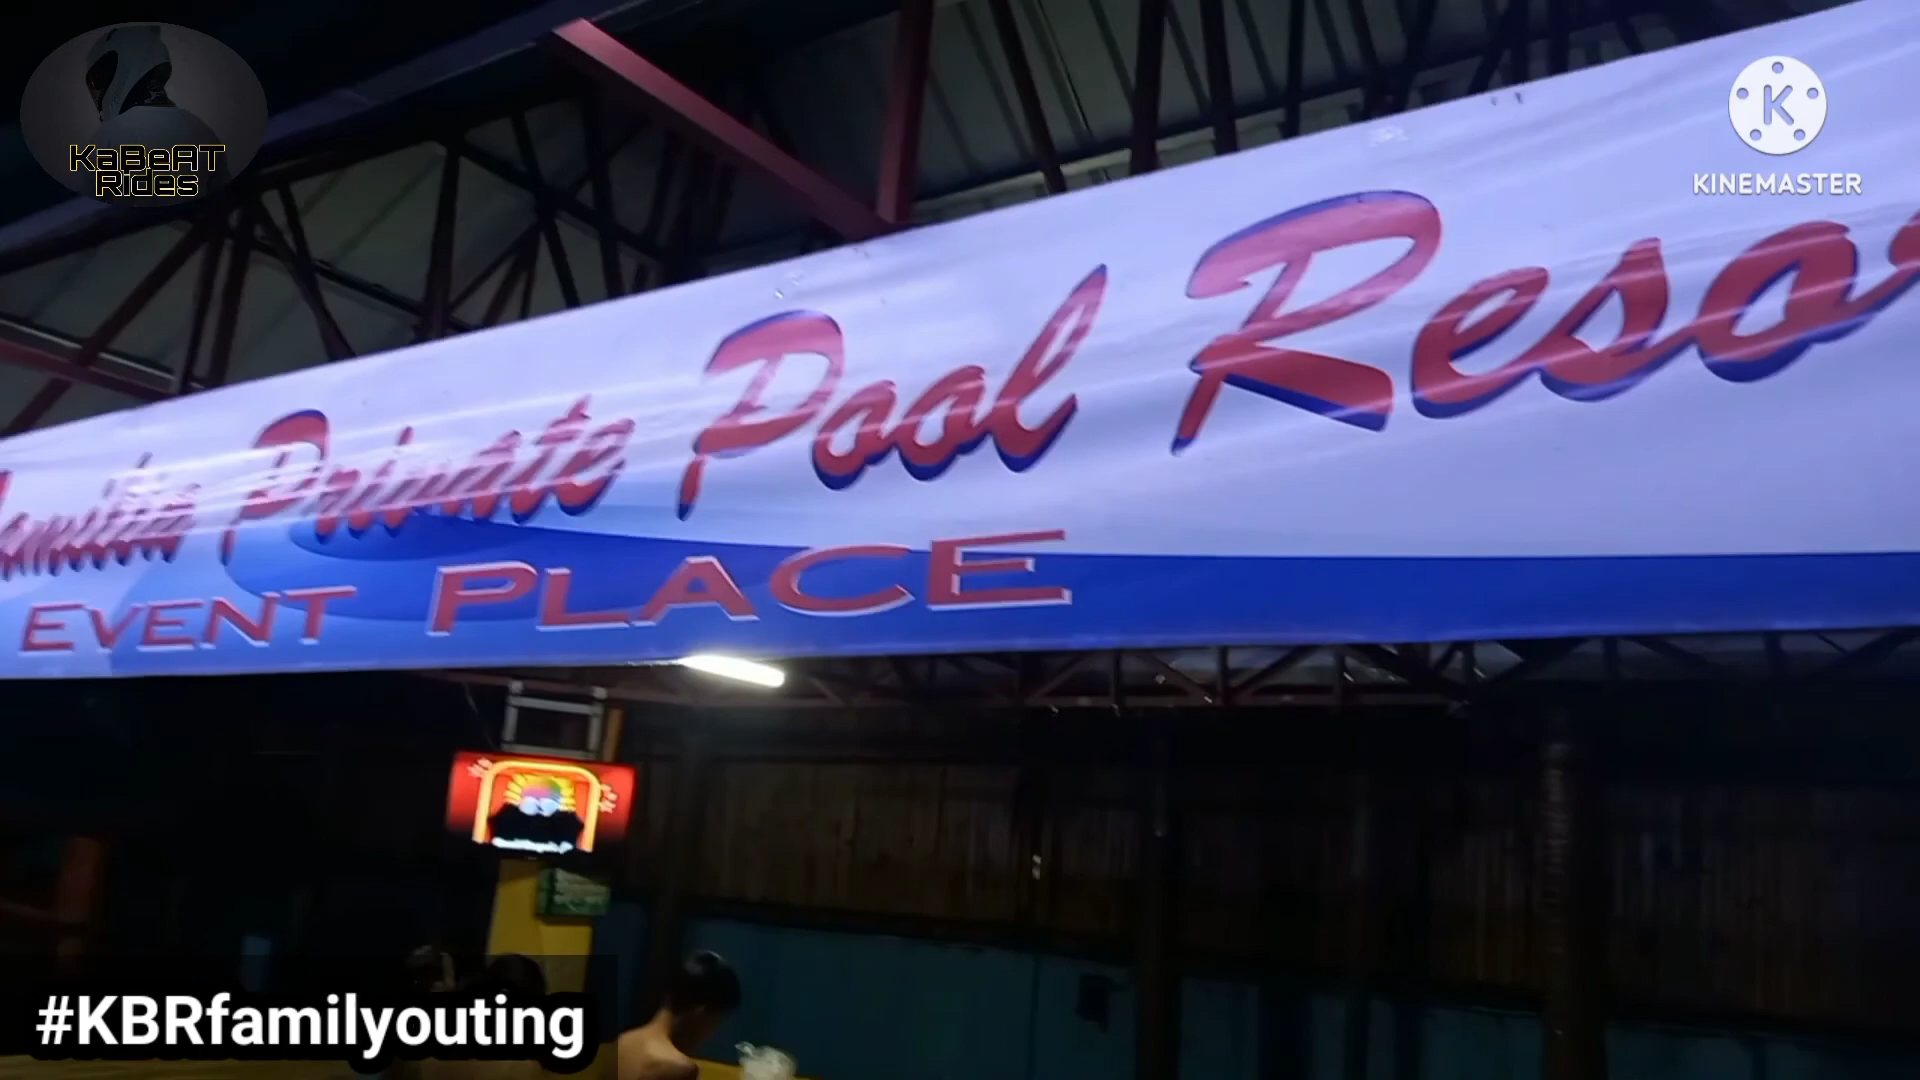 KaBeAT
Rides
KINEMASTER
Private Pool Reso
EVENT PLACE
#KBRfamilyouting